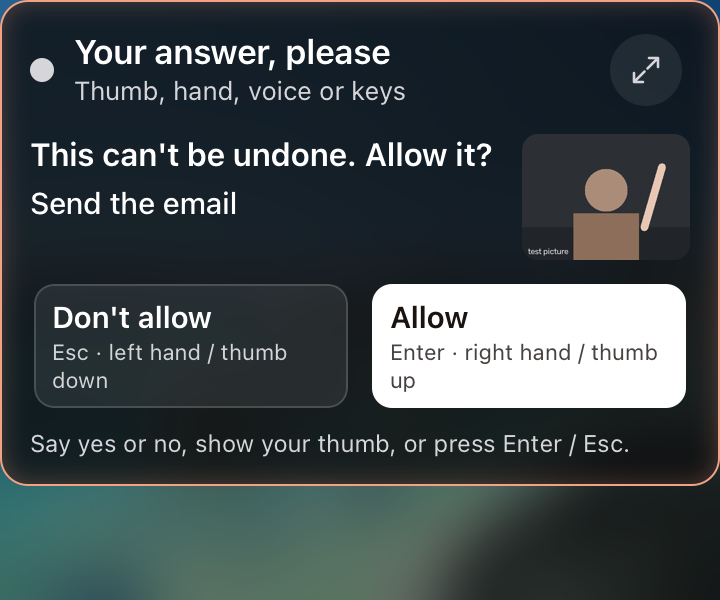 Your answer, please
Thumb, hand, voice or keys
This can't be undone. Allow it?
Send the email
test picture
Don't allow
Esc · left hand / thumb
down
Allow
Enter · right hand / thumb
up
Say yes or no, show your thumb, or press Enter / Esc.